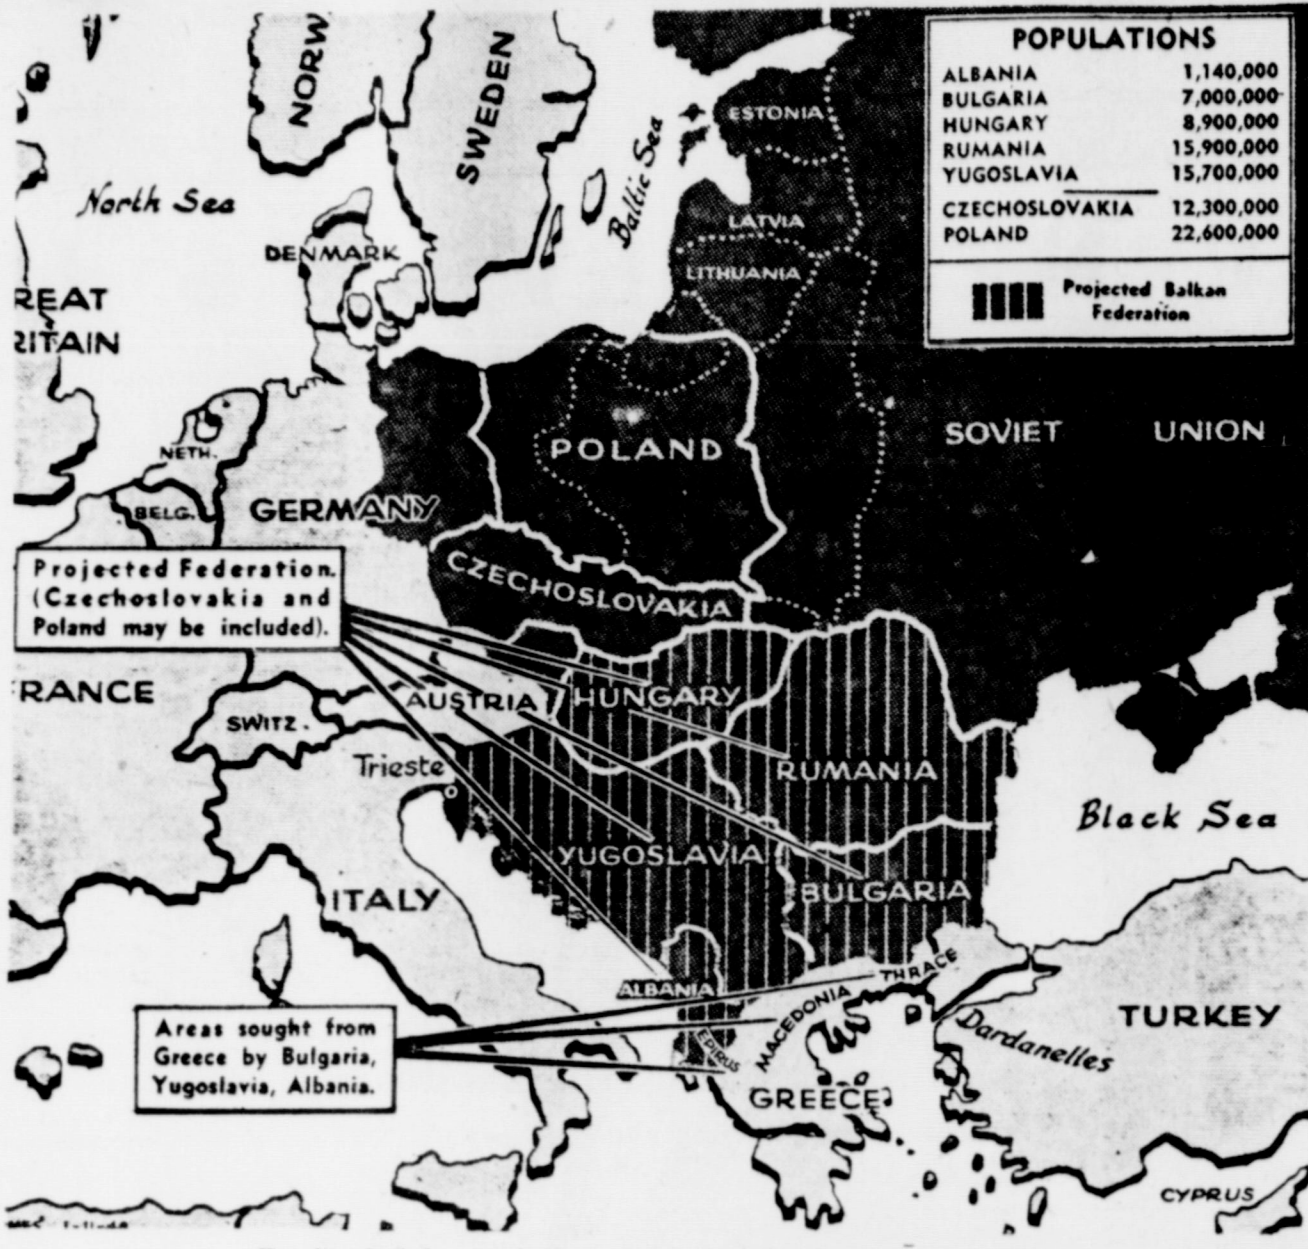 POPULATIONS
ALBANIA 1,140,000
BULGARIA 7,000,000
HUNGARY 8,900,000
RUMANIA 15,900,000
YUGOSLAVIA 15,700,000
CZECHOSLOVAKIA 12,300,000
POLAND 22,600,000
Projected Balkan
Federation
NORW
SWEDEN
ESTONIA
Baltic Sea
North Sea
LATVIA
DENMARK
LITHUANIA
REAT
RITAIN
SOVIET UNION
POLAND
NETH.
GERMANY
BELG.
Projected Federation.
(Czechoslovakia and
Poland may be included).
CZECHOSLOVAKIA
RANCE
AUSTRIA
HUNGARY
SWITZ.
Trieste
RUMANIA
Black Sea
YUGOSLAVIA
BULGARIA
ITALY
THRACE
ALBANIA
MACEDONIA
EPIRUS
Areas sought from
Greece by Bulgaria,
Yugoslavia, Albania.
TURKEY
Dardanelles
GREECE
CYPRUS